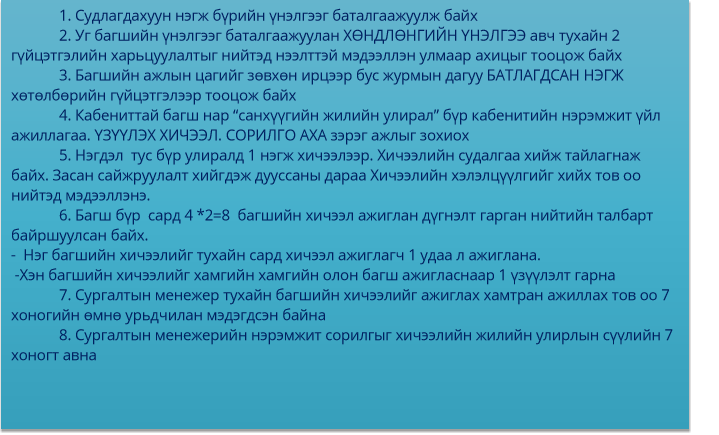 1. Судлагдахуун нэгж бүрийн үнэлгээг баталгаажуулж байх
2. Уг багшийн үнэлгээг баталгаажуулан ХӨНДЛӨНГИЙН ҮНЭЛГЭЭ авч тухайн 2
гүйцэтгэлийн харьцуулалтыг нийтэд нээлттэй мэдээллэн улмаар ахицыг тооцож байх
3. Багшийн ажлын цагийг зөвхөн ирцээр бус журмын дагуу БАТЛАГДСАН НЭГЖ
хөтөлбөрийн гүйцэтгэлээр тооцож байх
4. Кабениттай багш нар “санхүүгийн жилийн улирал” бүр кабенитийн нэрэмжит үйл
ажиллагаа. ҮЗҮҮЛЭХ ХИЧЭЭЛ. СОРИЛГО АХА зэрэг ажлыг зохиох
5. Нэгдэл  тус бүр улиралд 1 нэгж хичээлээр. Хичээлийн судалгаа хийж тайлагнаж
байх. Засан сайжруулалт хийгдэж дууссаны дараа Хичээлийн хэлэлцүүлгийг хийх тов оо
нийтэд мэдээллэнэ.
6. Багш бүр  сард 4 *2=8  багшийн хичээл ажиглан дүгнэлт гарган нийтийн талбарт
байршуулсан байх.
-  Нэг багшийн хичээлийг тухайн сард хичээл ажиглагч 1 удаа л ажиглана.
-Хэн багшийн хичээлийг хамгийн хамгийн олон багш ажигласнаар 1 үзүүлэлт гарна
7. Сургалтын менежер тухайн багшийн хичээлийг ажиглах хамтран ажиллах тов оо 7
хоногийн өмнө урьдчилан мэдэгдсэн байна
8. Сургалтын менежерийн нэрэмжит сорилгыг хичээлийн жилийн улирлын сүүлийн 7
хоногт авна